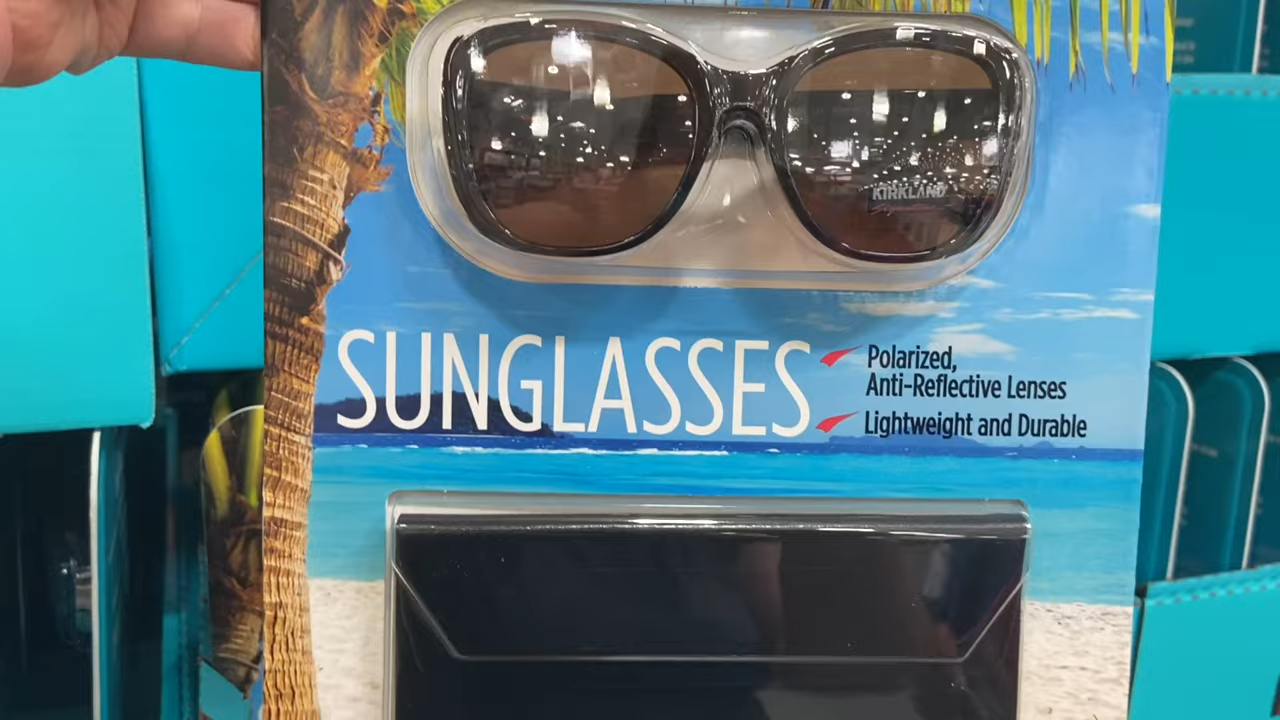 KIRKLAND
SUNGLASSES
Polarized,
Anti-Reflective Lenses
Lightweight and Durable